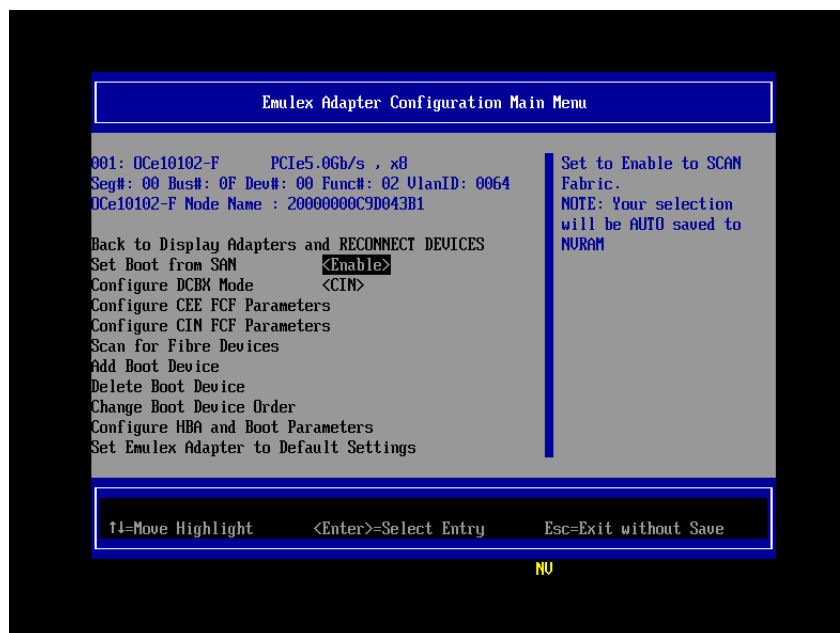 Emulex Adapter Configuration Main Menu
001: OCe10102-F PCIe5.0Gb/s , x8
Seg#: 00 Bus#: 0F Dev#: 00 Func#: 02 VlanID: 0064
OCe10102-F Node Name : 20000000C9D043B1
Back to Display Adapters and RECONNECT DEVICES
Set Boot from SAN <Enable>
Configure DCBX Mode <CIN>
Configure CEE FCF Parameters
Configure CIN FCF Parameters
Scan for Fibre Devices
Add Boot Device
Delete Boot Device
Change Boot Device Order
Configure HBA and Boot Parameters
Set Emulex Adapter to Default Settings
Set to Enable to SCAN
Fabric.
NOTE: Your selection
will be AUTO saved to
NVRAM
↑↓=Move Highlight <Enter>=Select Entry Esc=Exit without Save
NV